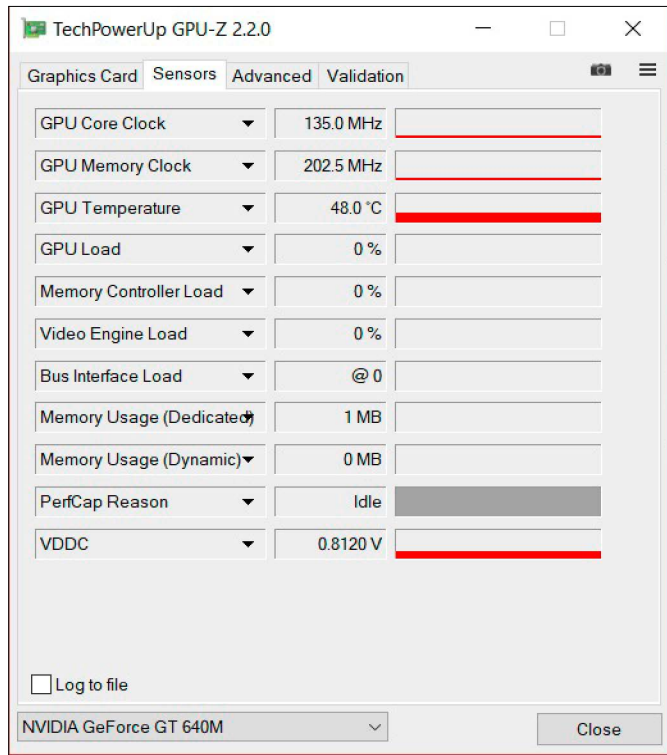 TechPowerUp GPU-Z 2.2.0
Graphics Card Sensors Advanced Validation
GPU Core Clock 135.0 MHz
GPU Memory Clock 202.5 MHz
GPU Temperature 48.0 °C
GPU Load 0 %
Memory Controller Load 0 %
Video Engine Load 0 %
Bus Interface Load @ 0
Memory Usage (Dedicated) 1 MB
Memory Usage (Dynamic) 0 MB
PerfCap Reason Idle
VDDC 0.8120 V
Log to file
NVIDIA GeForce GT 640M Close